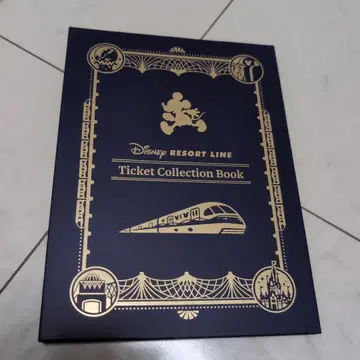 Disney RESORT LINE
Ticket Collection Book